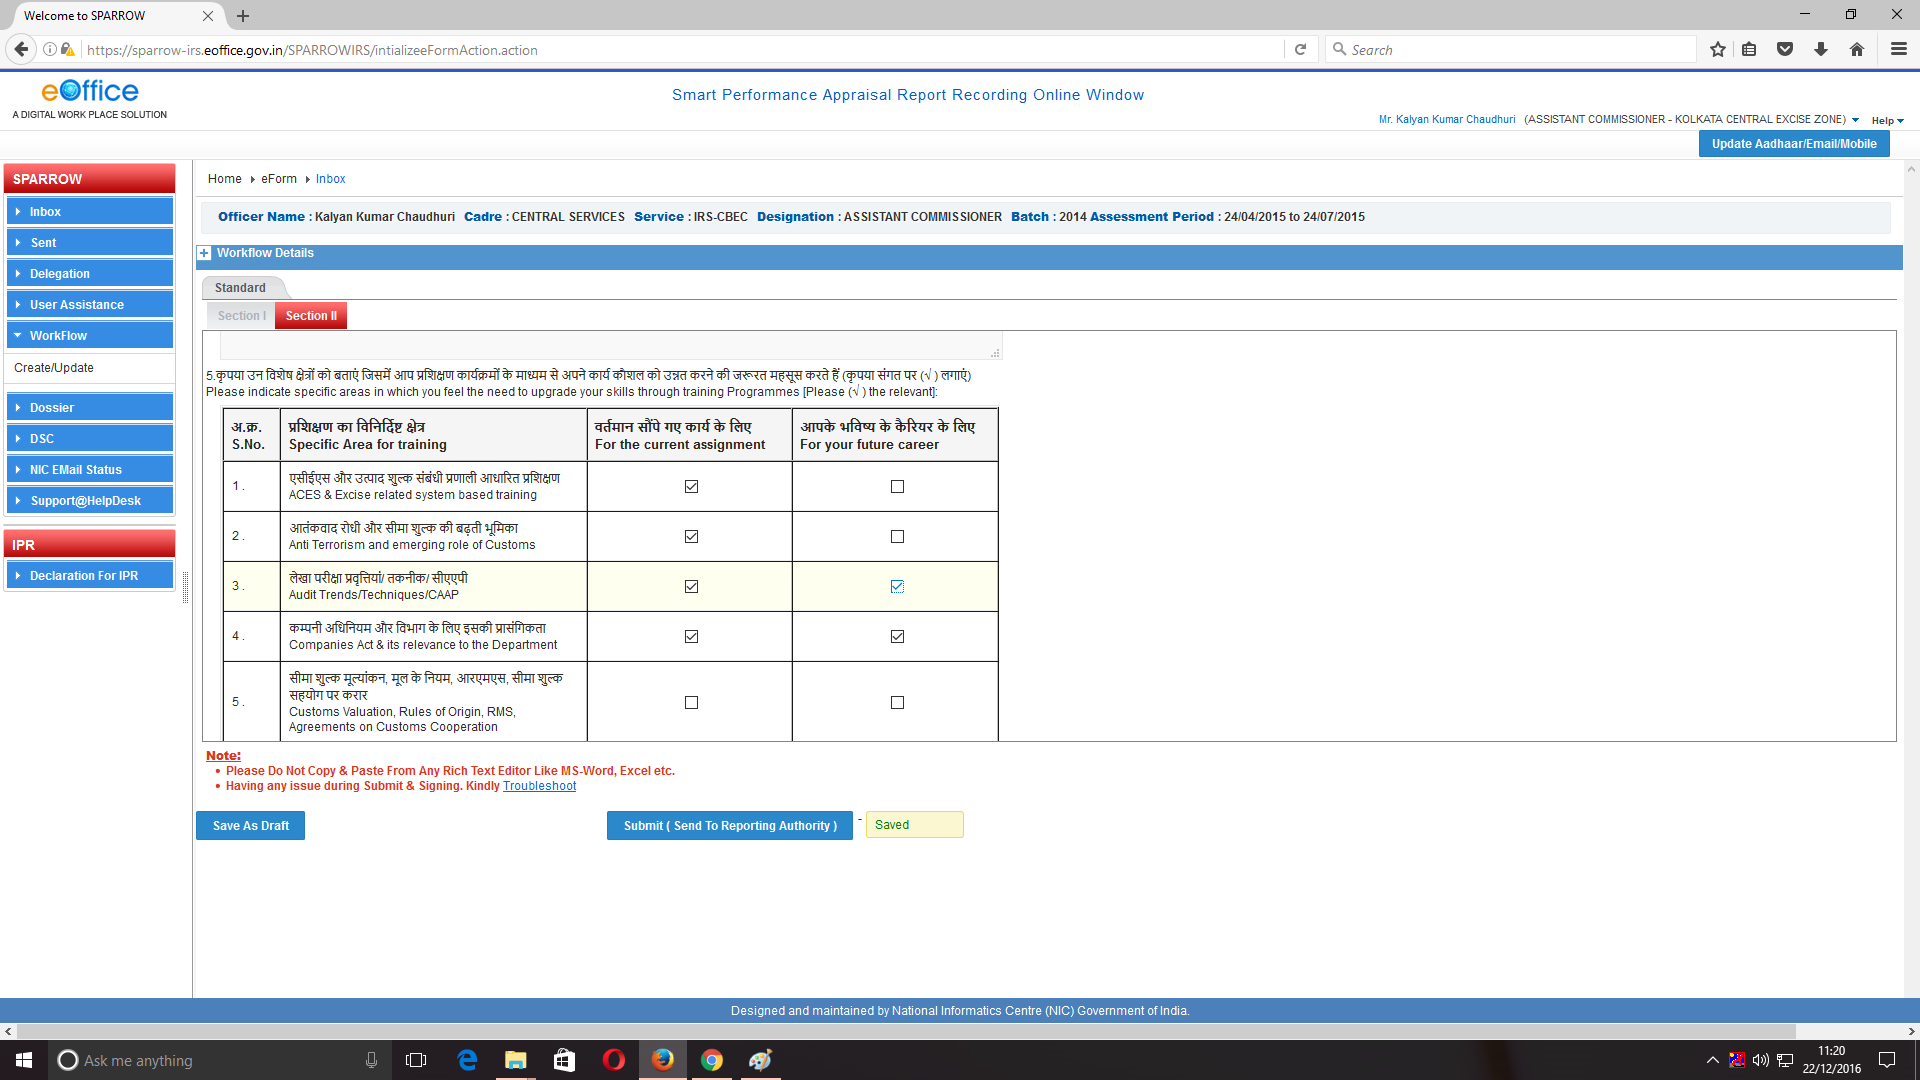 Welcome to SPARROW
https://sparrow-irs.eoffice.gov.in/SPARROWIRS/intializeeFormAction.action
Search
eOffice
A DIGITAL WORK PLACE SOLUTION
Smart Performance Appraisal Report Recording Online Window
Mr. Kalyan Kumar Chaudhuri (ASSISTANT COMMISSIONER - KOLKATA CENTRAL EXCISE ZONE) Help
Update Aadhaar/Email/Mobile
SPARROW
Inbox
Sent
Delegation
User Assistance
WorkFlow
Create/Update
Dossier
DSC
NIC EMail Status
Support@HelpDesk
IPR
Declaration For IPR
Home eForm Inbox
Officer Name : Kalyan Kumar Chaudhuri Cadre : CENTRAL SERVICES Service : IRS-CBEC Designation : ASSISTANT COMMISSIONER Batch : 2014 Assessment Period : 24/04/2015 to 24/07/2015
Workflow Details
Standard
Section I Section II
5.कृपया उन विशेष क्षेत्रों को बताएं जिसमें आप प्रशिक्षण कार्यक्रमों के माध्यम से अपने कार्य कौशल को उन्नत करने की जरूरत महसूस करते हैं (कृपया संगत पर (√ ) लगाएं)
Please indicate specific areas in which you feel the need to upgrade your skills through training Programmes [Please (√ ) the relevant]:
अ.क्र. प्रशिक्षण का विनिर्दिष्ट क्षेत्र वर्तमान सौंपे गए कार्य के लिए आपके भविष्य के कैरियर के लिए
S.No. Specific Area for training For the current assignment For your future career
1 . एसीईएस और उत्पाद शुल्क संबंधी प्रणाली आधारित प्रशिक्षण
ACES & Excise related system based training
2 . आतंकवाद रोधी और सीमा शुल्क की बढ़ती भूमिका
Anti Terrorism and emerging role of Customs
3 . लेखा परीक्षा प्रवृत्तियां/ तकनीक/ सीएएपी
Audit Trends/Techniques/CAAP
4 . कम्पनी अधिनियम और विभाग के लिए इसकी प्रासंगिकता
Companies Act & its relevance to the Department
5 . सीमा शुल्क मूल्यांकन, मूल के नियम, आरएमएस, सीमा शुल्क
सहयोग पर करार
Customs Valuation, Rules of Origin, RMS,
Agreements on Customs Cooperation
Note:
Please Do Not Copy & Paste From Any Rich Text Editor Like MS-Word, Excel etc.
Having any issue during Submit & Signing. Kindly Troubleshoot
Save As Draft
Submit ( Send To Reporting Authority ) - Saved
Designed and maintained by National Informatics Centre (NIC) Government of India.
Ask me anything
11:20
22/12/2016